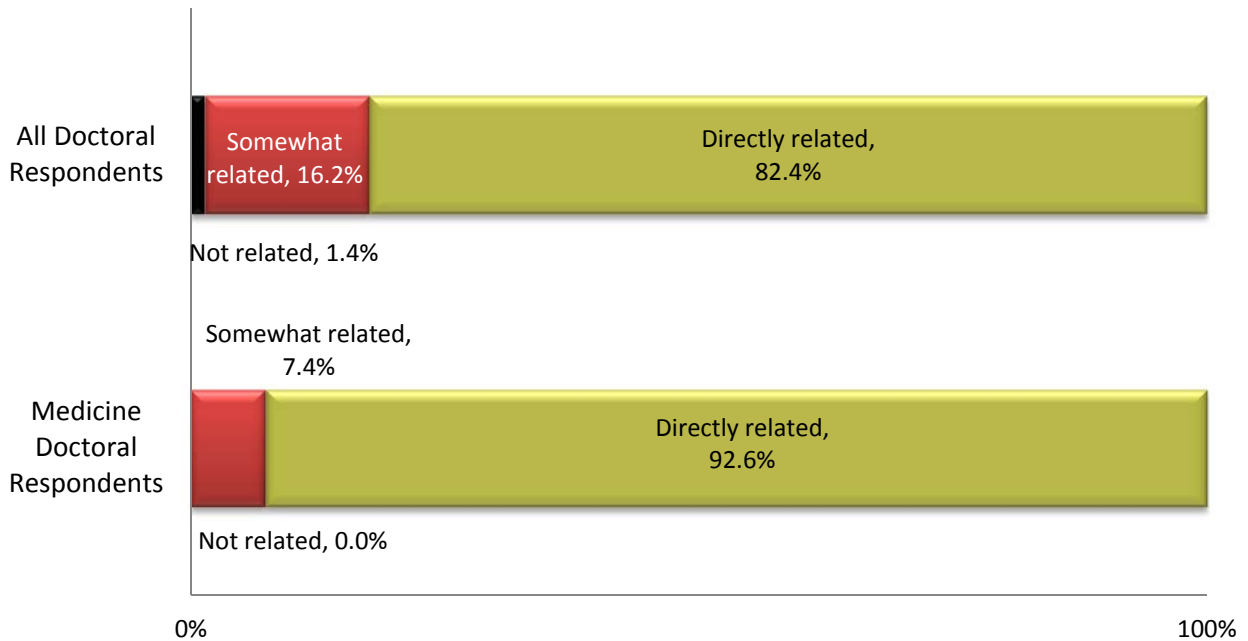 All Doctoral
Respondents
Somewhat
related, 16.2%
Directly related,
82.4%
Not related, 1.4%
Somewhat related,
7.4%
Medicine
Doctoral
Respondents
Directly related,
92.6%
Not related, 0.0%
0%
100%